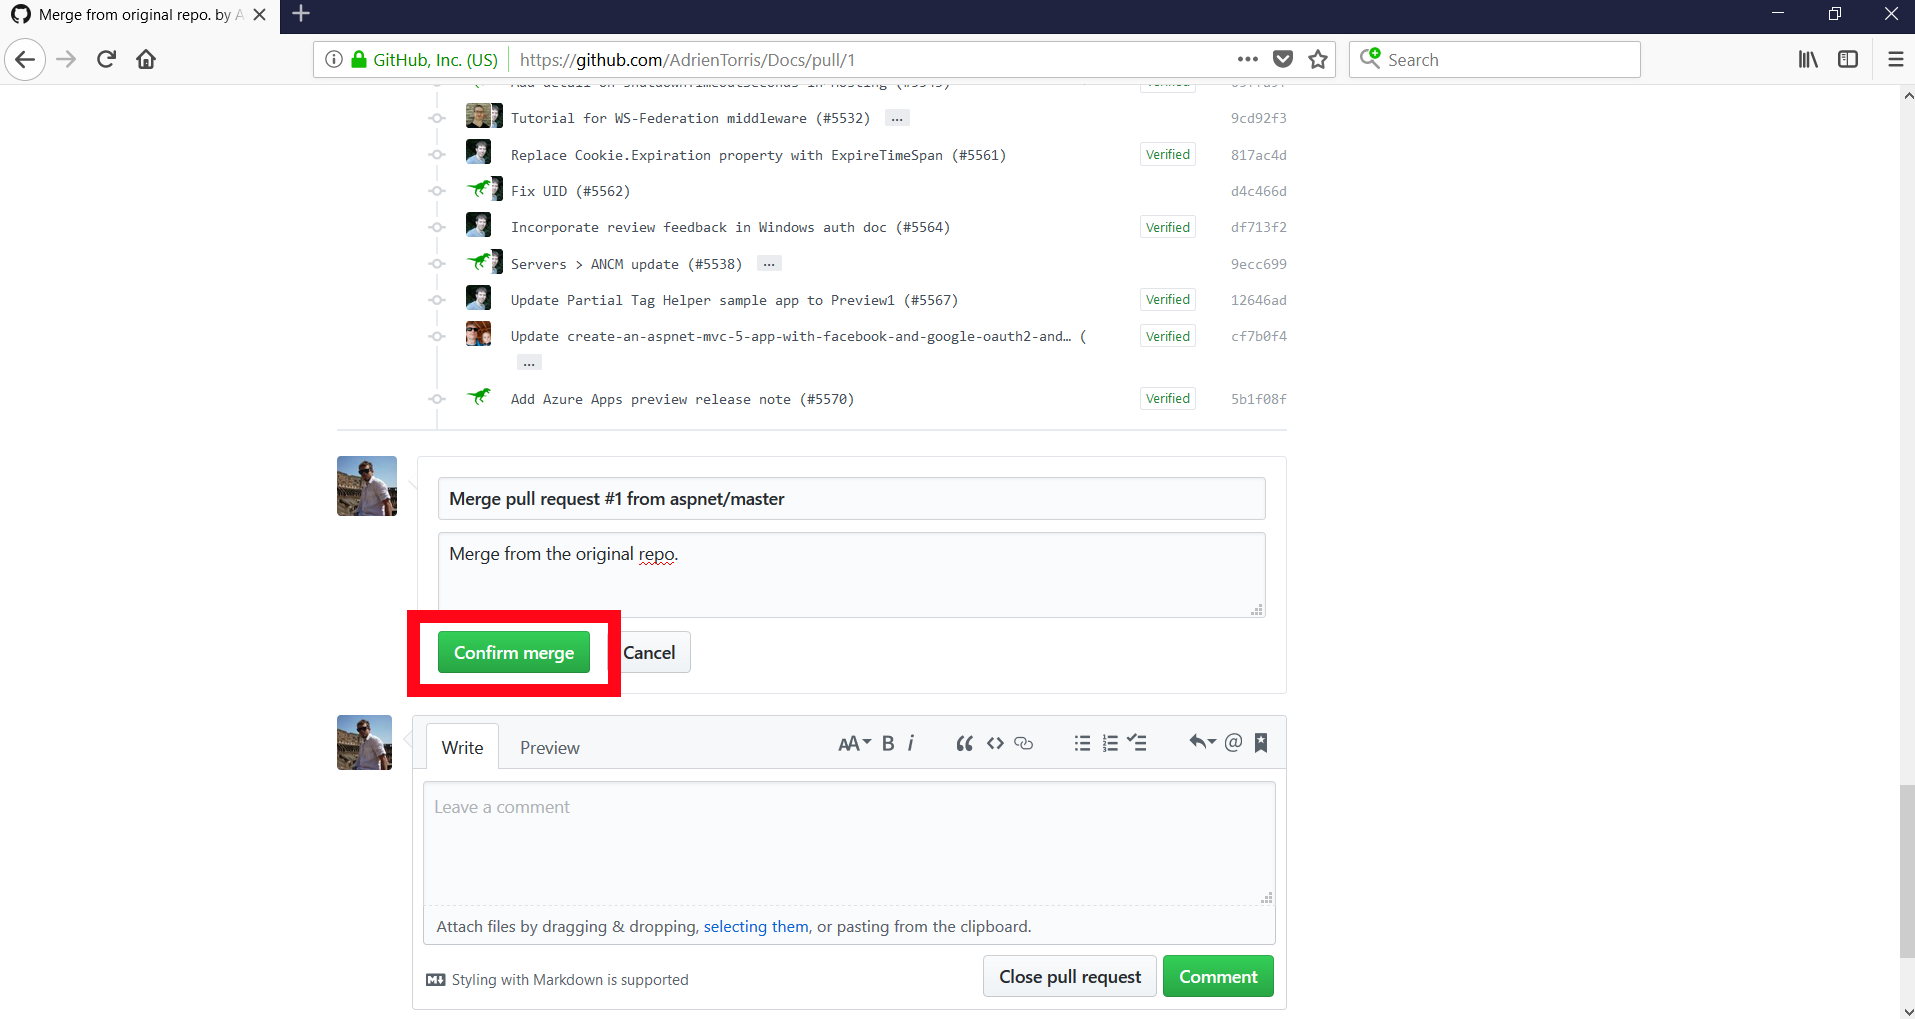 Merge from original repo. by A
GitHub, Inc. (US) https://github.com/AdrienTorris/Docs/pull/1 Search
Tutorial for WS-Federation middleware (#5532) ... 9cd92f3
Replace Cookie.Expiration property with ExpireTimeSpan (#5561) Verified 817ac4d
Fix UID (#5562) d4c466d
Incorporate review feedback in Windows auth doc (#5564) Verified df713f2
Servers > ANCM update (#5538) ... 9ecc699
Update Partial Tag Helper sample app to Preview1 (#5567) Verified 12646ad
Update create-an-aspnet-mvc-5-app-with-facebook-and-google-oauth2-and… ( Verified cf7b0f4
...
Add Azure Apps preview release note (#5570) Verified 5b1f08f
Merge pull request #1 from aspnet/master
Merge from the original repo.
Confirm merge Cancel
Write Preview AA B i
Leave a comment
Attach files by dragging & dropping, selecting them, or pasting from the clipboard.
Styling with Markdown is supported Close pull request Comment